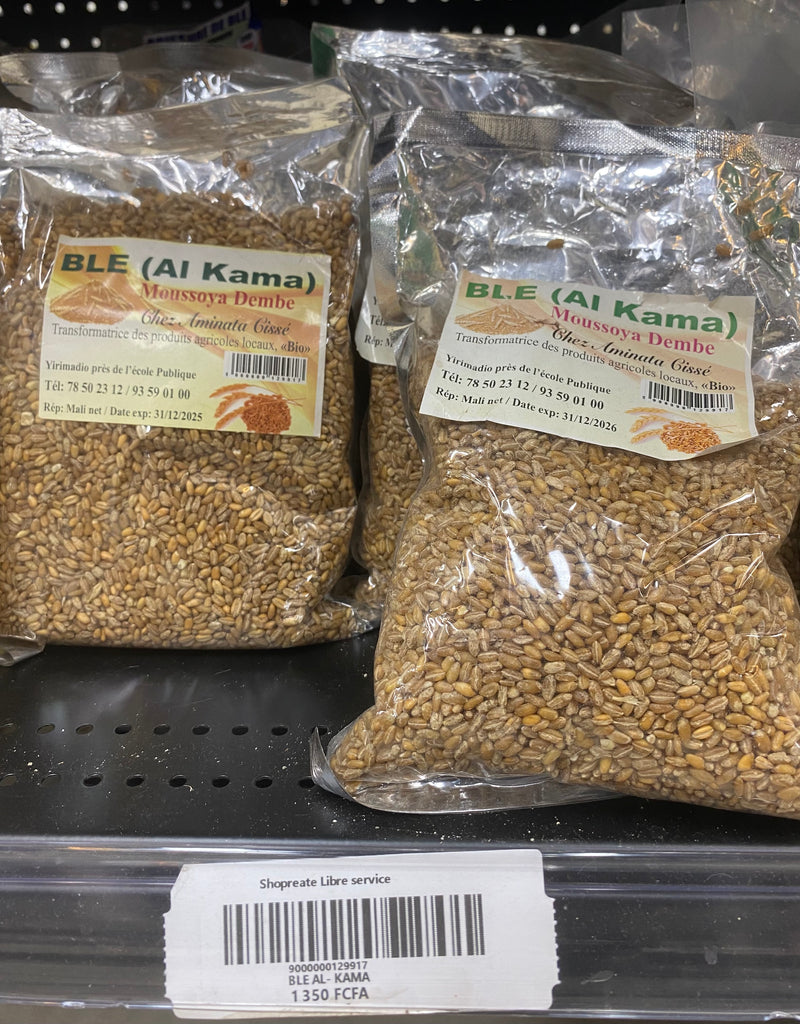 BLE (Al Kama)
Moussoya Dembe
Chez Aminata Cissé
Transformatrice des produits agricoles locaux, «Bio»
Yirimadio près de l'école Publique
Tél: 78 50 23 12 / 93 59 01 00
Rép: Mali net / Date exp: 31/12/2025
BLE (Al Kama)
Moussoya Dembe
Chez Aminata Cissé
Transformatrice des produits agricoles locaux, «Bio»
Yirimadio près de l'école Publique
Tél: 78 50 23 12 / 93 59 01 00
Rép: Mali net / Date exp: 31/12/2026
Shopreate Libre service
9000000129917
BLE AL- KAMA
1 350 FCFA